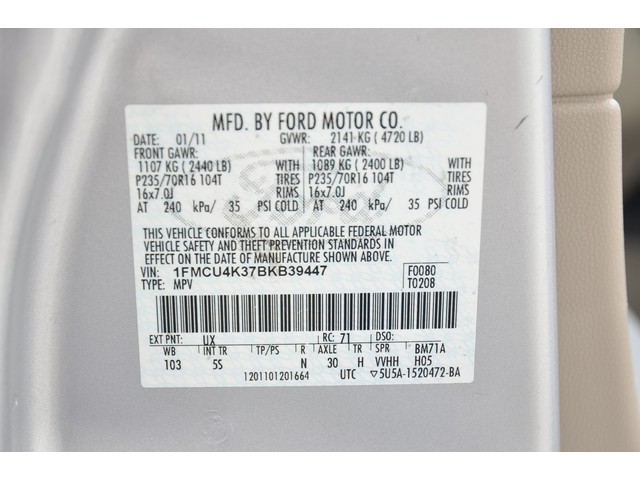 MFD. BY FORD MOTOR CO.
DATE: 01/11 GVWR: 2141 KG ( 4720 LB)
FRONT GAWR: REAR GAWR:
1107 KG ( 2440 LB) WITH 1089 KG ( 2400 LB) WITH
P235/70R16 104T TIRES P235/70R16 104T TIRES
16x7.0J RIMS 16x7.0J RIMS
AT 240 kPa/ 35 PSI COLD AT 240 kPa/ 35 PSI COLD
THIS VEHICLE CONFORMS TO ALL APPLICABLE FEDERAL MOTOR
VEHICLE SAFETY AND THEFT PREVENTION STANDARDS IN
EFFECT ON THE DATE OF MANUFACTURE SHOWN ABOVE.
VIN: 1FMCU4K37BKB39447 F0080
TYPE: MPV T0208
EXT PNT: UX RC: 71 DSO:
WB INT TR TP/PS R AXLE TR SPR BM71A
103 5S N 30 H VVHH H05
1201101201664 UTC ▽5U5A-1520472-BA